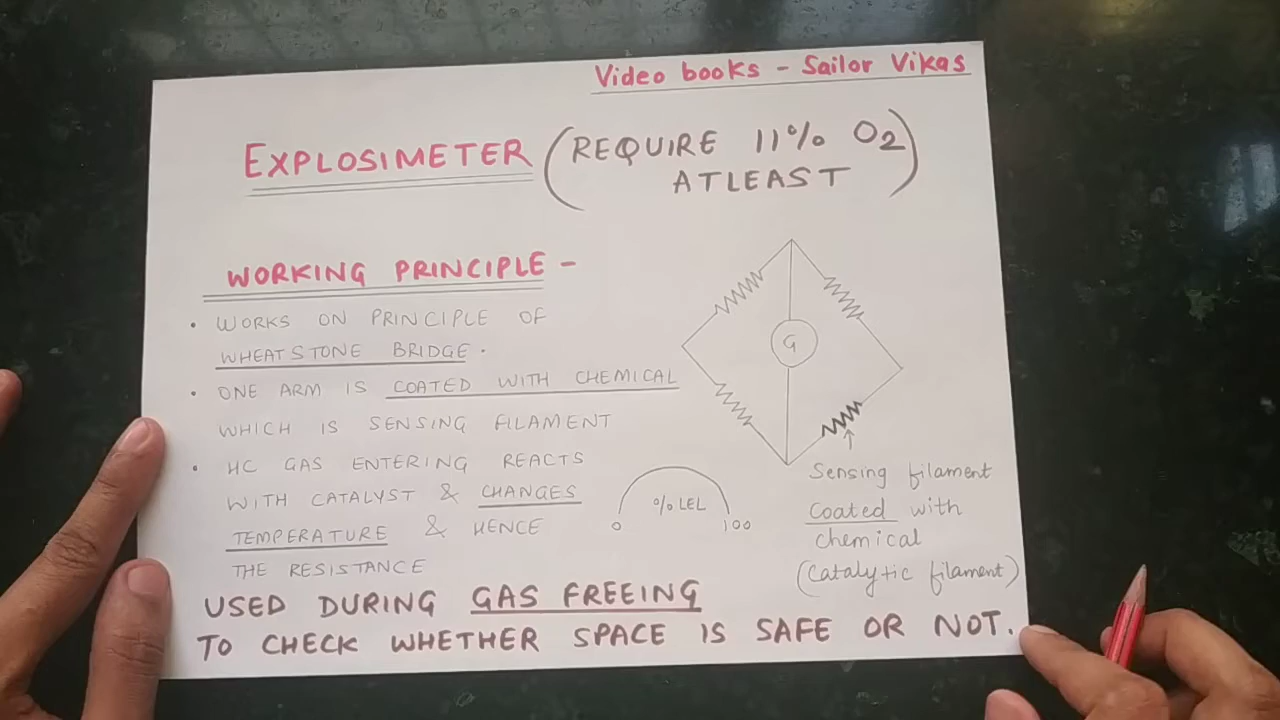 Video books - Sailor Vikas
EXPLOSIMETER (REQUIRE 11% O2
ATLEAST)
WORKING PRINCIPLE -
• WORKS ON PRINCIPLE OF
WHEATSTONE BRIDGE.
• ONE ARM IS COATED WITH CHEMICAL
WHICH IS SENSING FILAMENT
• HC GAS ENTERING REACTS
WITH CATALYST & CHANGES
TEMPERATURE & HENCE
THE RESISTANCE
G
% LEL
0 100
Sensing filament
coated with
chemical
(Catalytic filament)
USED DURING GAS FREEING
TO CHECK WHETHER SPACE IS SAFE OR NOT.